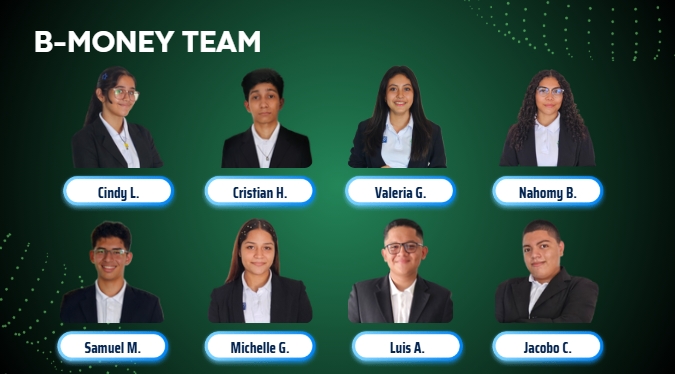 B-MONEY TEAM
Cindy L.
Cristian H.
Valeria G.
Nahomy B.
Samuel M.
Michelle G.
Luis A.
Jacobo C.